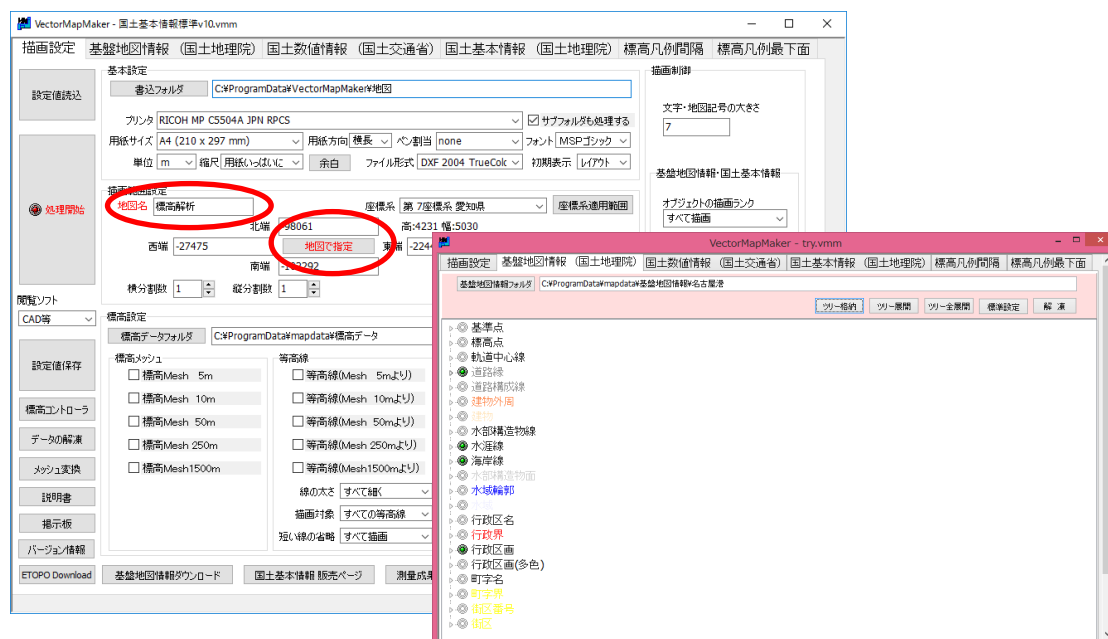 VectorMapMaker - 国土基本情報標準v10.vmm
描画設定 基盤地図情報 (国土地理院) 国土数値情報 (国土交通省) 国土基本情報 (国土地理院) 標高凡例間隔 標高凡例最下面
設定値読込
基本設定
書込フォルダ C:¥ProgramData¥VectorMapMaker¥地図
プリンタ RICOH MP C5504A JPN RPCS サブフォルダも処理する
用紙サイズ A4 (210 x 297 mm) 用紙方向 横長 ペン割当 none フォント MSPゴシック
単位 m 縮尺 用紙いっぱいに 余白 ファイル形式 DXF 2004 TrueColc 初期表示 レイアウト
描画制御
文字・地図記号の大きさ
7
基盤地図情報・国土基本情報
オブジェクトの描画ランク
すべて描画
処理開始
描画範囲設定
地図名 標高解析 座標系 第 7座標系 愛知県 座標系適用範囲
北端 -98061 高:4231 幅:5030
西端 -27475 地図で指定 東端 -2244
南端 -102292
横分割数 1 縦分割数 1
閲覧ソフト
CAD等
設定値保存
標高コントローラ
データの解凍
メッシュ変換
説明書
掲示板
バージョン情報
ETOPO Download
標高設定
標高データフォルダ C:¥ProgramData¥mapdata¥標高データ
標高メッシュ
標高Mesh 5m
標高Mesh 10m
標高Mesh 50m
標高Mesh 250m
標高Mesh1500m
等高線
等高線(Mesh 5mより)
等高線(Mesh 10mより)
等高線(Mesh 50mより)
等高線(Mesh 250mより)
等高線(Mesh1500mより)
線の太さ すべて細く
描画対象 すべての等高線
短い線の省略 すべて描画
基盤地図情報ダウンロード 国土基本情報 販売ページ 測量成果
VectorMapMaker - try.vmm
描画設定 基盤地図情報 (国土地理院) 国土数値情報 (国土交通省) 国土基本情報 (国土地理院) 標高凡例間隔 標高凡例最下面
基盤地図情報フォルダ C:¥ProgramData¥mapdata¥基盤地図情報¥名古屋港
ツリー格納 ツリー展開 ツリー全展開 標準設定 解 凍
基準点
標高点
軌道中心線
道路縁
道路構成線
建物外周
建物
水部構造物線
水涯線
海岸線
水部構造物面
水域輪郭
行政区名
行政界
行政区画
行政区画(多色)
町字名
町字界
街区番号
街区